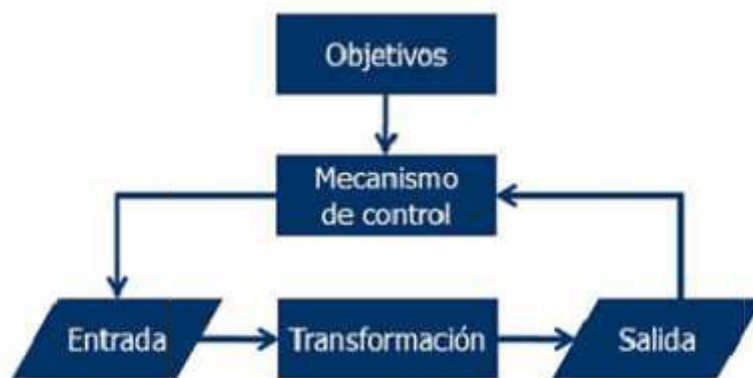 Objetivos
Mecanismo
de control
Entrada
Transformación
Salida